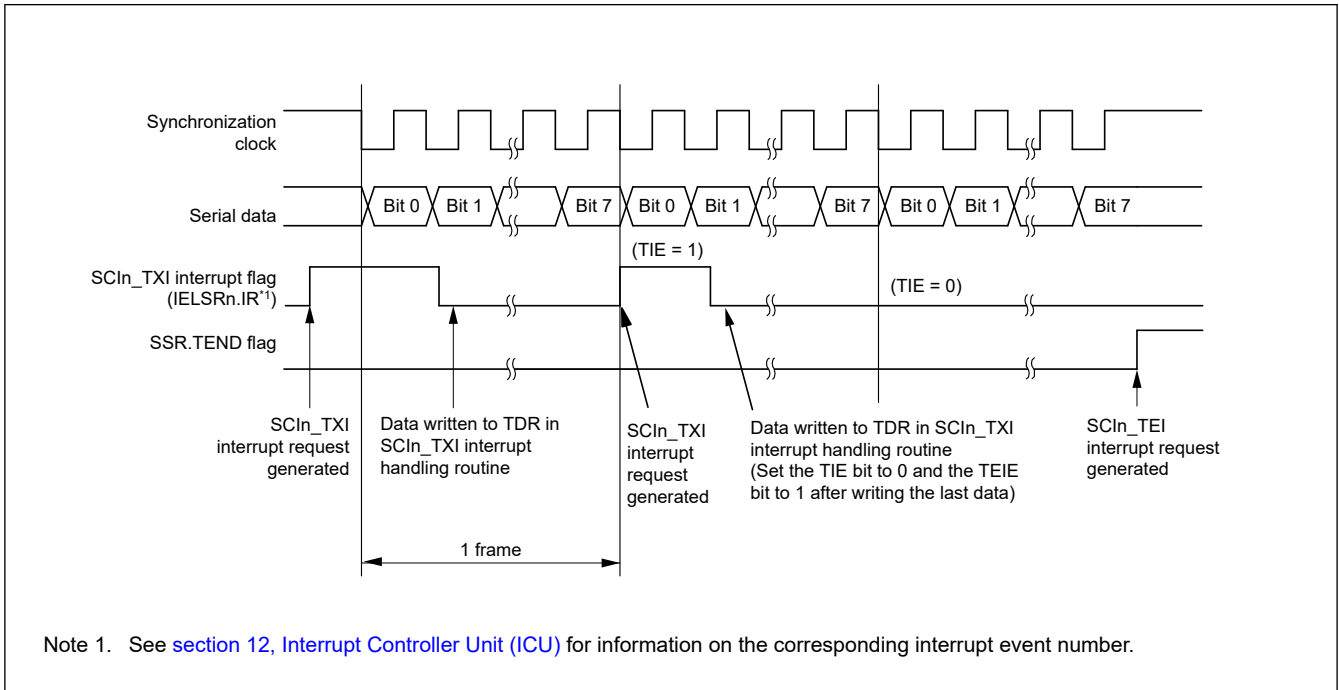 Synchronization
clock
Serial data
Bit 0 Bit 1 Bit 7 Bit 0 Bit 1 Bit 7 Bit 0 Bit 1 Bit 7
(TIE = 1)
SCIn_TXI interrupt flag
(IELSRn.IR*1)
(TIE = 0)
SSR.TEND flag
SCIn_TXI
interrupt request
generated
Data written to TDR in
SCIn_TXI interrupt
handling routine
SCIn_TXI
interrupt
request
generated
Data written to TDR in SCIn_TXI
interrupt handling routine
(Set the TIE bit to 0 and the TEIE
bit to 1 after writing the last data)
SCIn_TEI
interrupt request
generated
1 frame
Note 1. See section 12, Interrupt Controller Unit (ICU) for information on the corresponding interrupt event number.